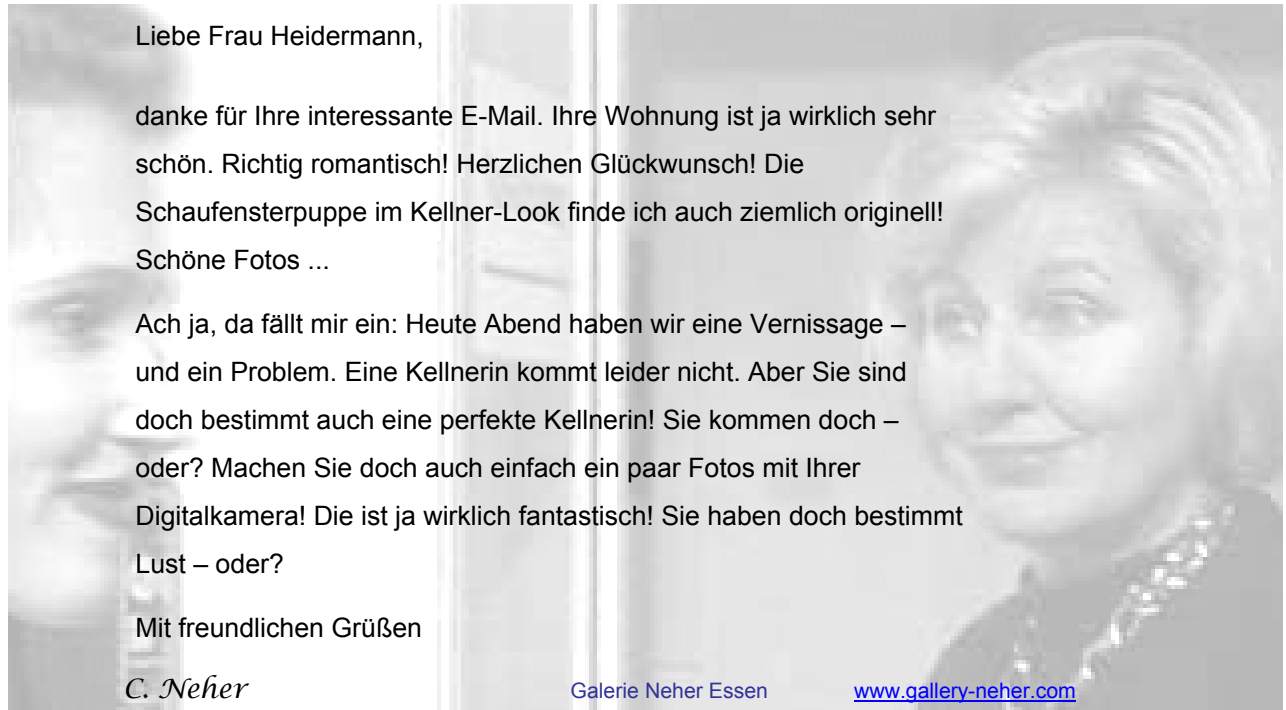 Liebe Frau Heidermann,
danke für Ihre interessante E-Mail. Ihre Wohnung ist ja wirklich sehr
schön. Richtig romantisch! Herzlichen Glückwunsch! Die
Schaufensterpuppe im Kellner-Look finde ich auch ziemlich originell!
Schöne Fotos ...
Ach ja, da fällt mir ein: Heute Abend haben wir eine Vernissage –
und ein Problem. Eine Kellnerin kommt leider nicht. Aber Sie sind
doch bestimmt auch eine perfekte Kellnerin! Sie kommen doch –
oder? Machen Sie doch auch einfach ein paar Fotos mit Ihrer
Digitalkamera! Die ist ja wirklich fantastisch! Sie haben doch bestimmt
Lust – oder?
Mit freundlichen Grüßen
C. Neher Galerie Neher Essen www.gallery-neher.com